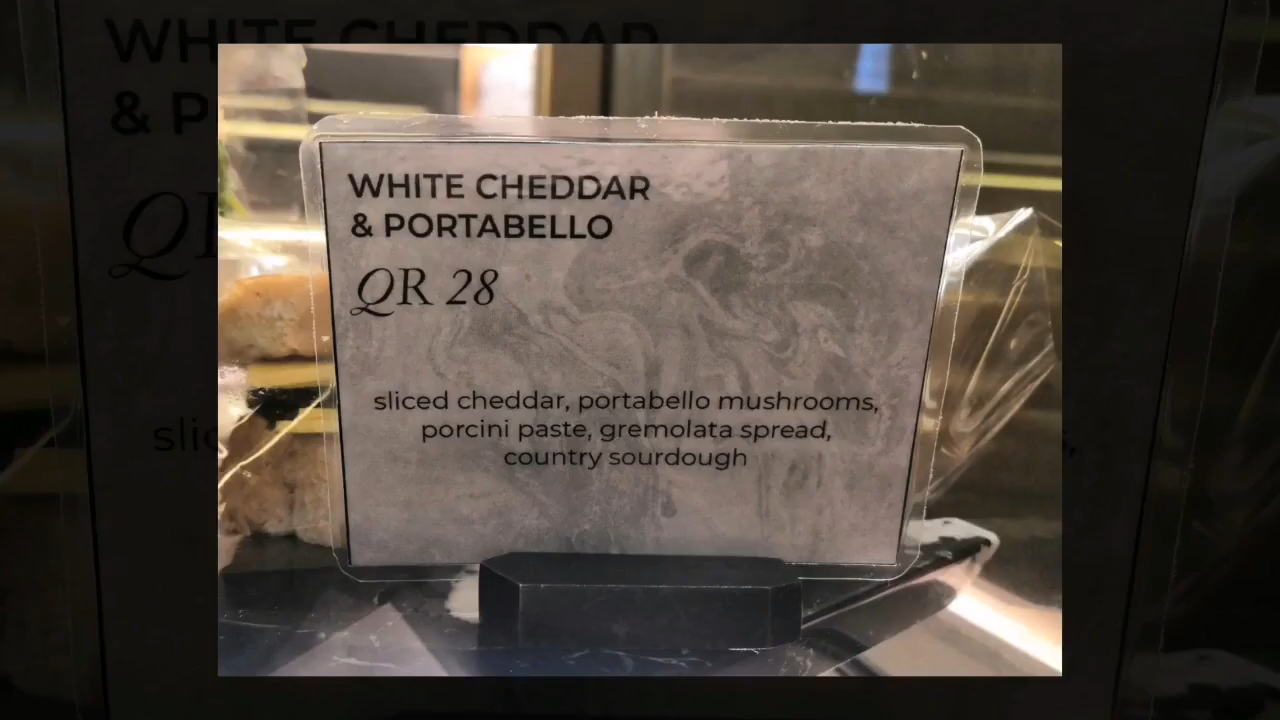 WHITE CHEDDAR
& PORTABELLO
QR 28
sliced cheddar, portabello mushrooms,
porcini paste, gremolata spread,
country sourdough